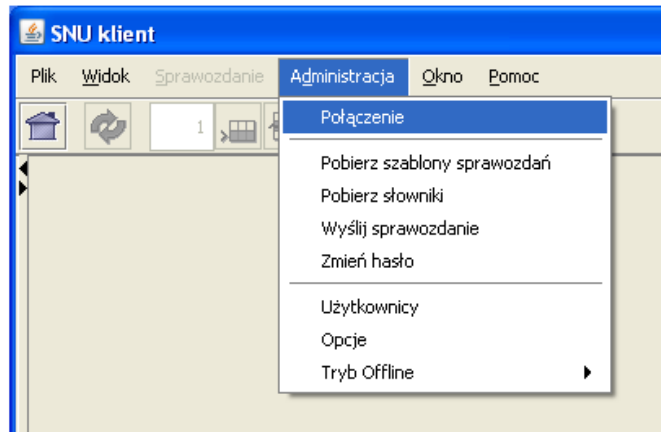 SNU klient
Plik Widok Sprawozdanie Administracja Okno Pomoc
1
Połączenie
Pobierz szablony sprawozdań
Pobierz słowniki
Wyślij sprawozdanie
Zmień hasło
Użytkownicy
Opcje
Tryb Offline